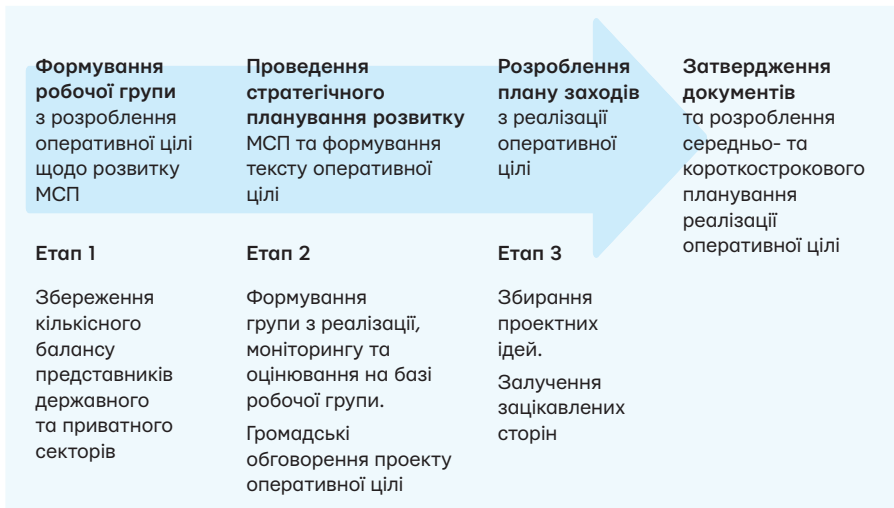 Формування
робочої групи
з розроблення
оперативної цілі
щодо розвитку
МСП
Проведення
стратегічного
планування розвитку
МСП та формування
тексту оперативної
цілі
Розроблення
плану заходів
з реалізації
оперативної
цілі
Затвердження
документів
та розроблення
середньо- та
короткострокового
планування
реалізації
оперативної цілі
Етап 1
Збереження
кількісного
балансу
представників
державного
та приватного
секторів
Етап 2
Формування
групи з реалізації,
моніторингу та
оцінювання на базі
робочої групи.
Громадські
обговорення проекту
оперативної цілі
Етап 3
Збирання
проектних
ідей.
Залучення
зацікавлених
сторін